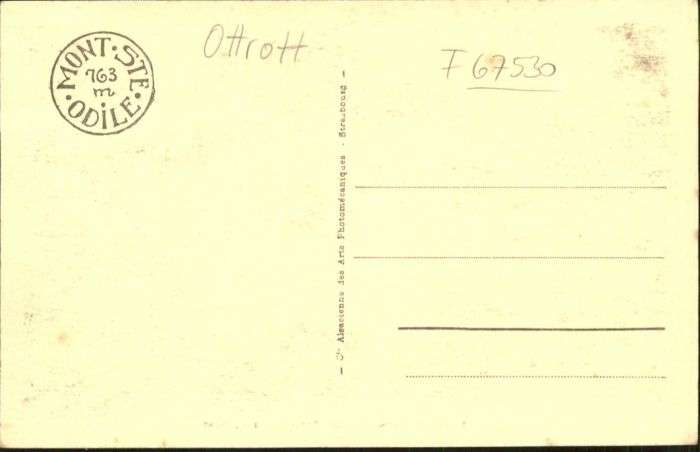 MONT·STE
·ODiLE·
763
m
Ottrott
F 67530
— Cie Alsacienne des Arts Photomécaniques - Strasbourg —